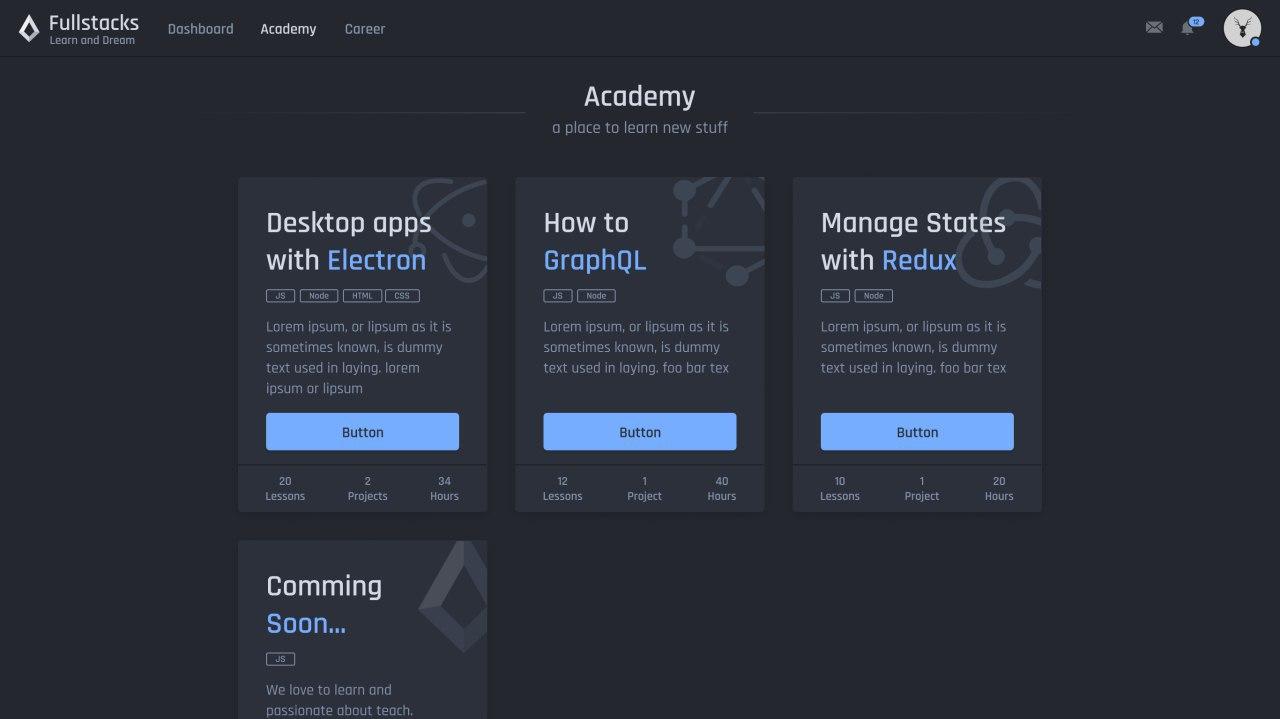 Fullstacks
Learn and Dream
Dashboard Academy Career
12
Academy
a place to learn new stuff
Desktop apps
with Electron
JS Node HTML CSS
Lorem ipsum, or lipsum as it is
sometimes known, is dummy
text used in laying. lorem
ipsum or lipsum
Button
20 2 34
Lessons Projects Hours
How to
GraphQL
JS Node
Lorem ipsum, or lipsum as it is
sometimes known, is dummy
text used in laying. foo bar tex
Button
12 1 40
Lessons Project Hours
Manage States
with Redux
JS Node
Lorem ipsum, or lipsum as it is
sometimes known, is dummy
text used in laying. foo bar tex
Button
10 1 20
Lessons Project Hours
Comming
Soon...
JS
We love to learn and
passionate about teach.